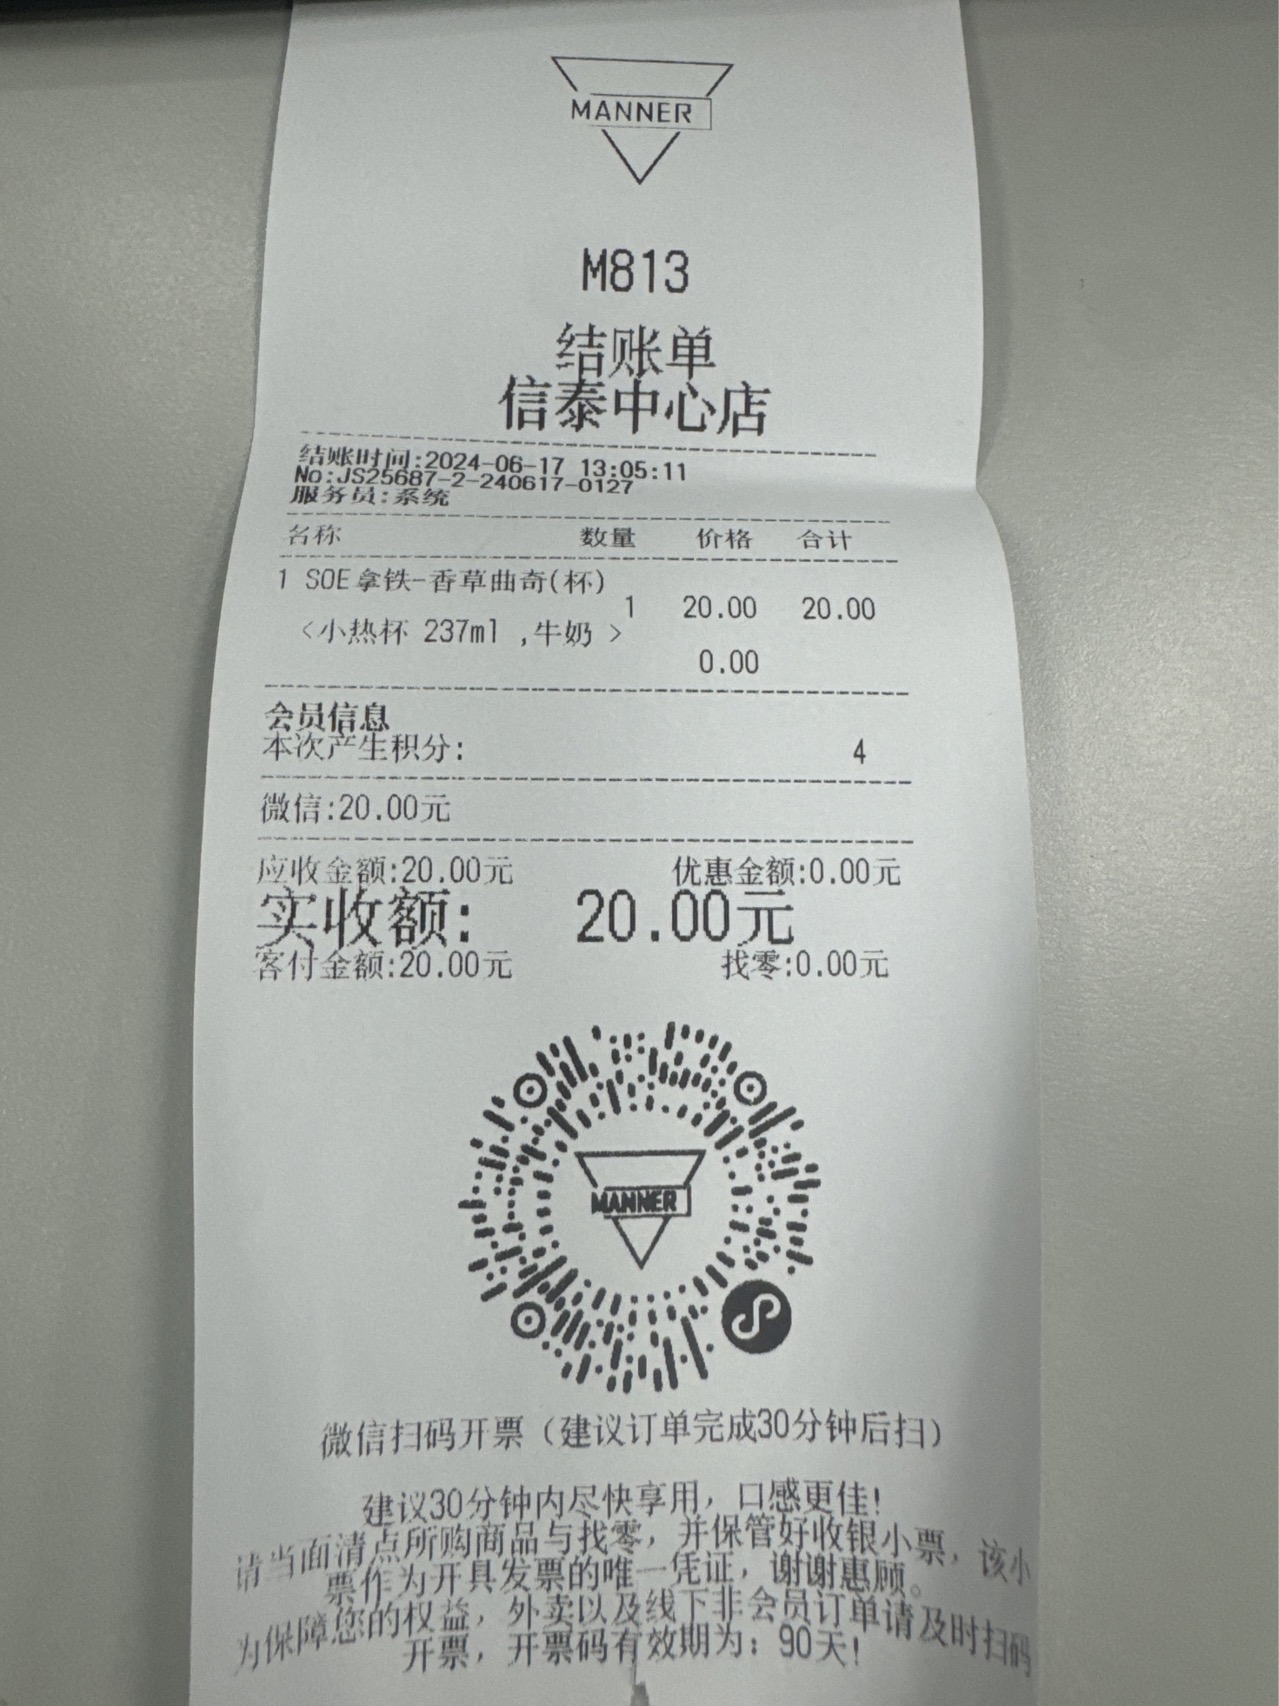 MANNER
M813
结账单
信泰中心店
结账时间:2024-06-17 13:05:11
No:JS25687-2-240617-0127
服务员:系统
名称 数量 价格 合计
1 SOE拿铁-香草曲奇(杯)
1 20.00 20.00
<小热杯 237ml ,牛奶 >
0.00
会员信息
本次产生积分: 4
微信:20.00元
应收金额:20.00元 优惠金额:0.00元
实收额: 20.00元
客付金额:20.00元 找零:0.00元
MANNER
微信扫码开票（建议订单完成30分钟后扫）
建议30分钟内尽快享用，口感更佳!
请当面清点所购商品与找零，并保管好收银小票，该小
票作为开具发票的唯一凭证，谢谢惠顾。
为保障您的权益，外卖以及线下非会员订单请及时扫码
开票，开票码有效期为：90天!